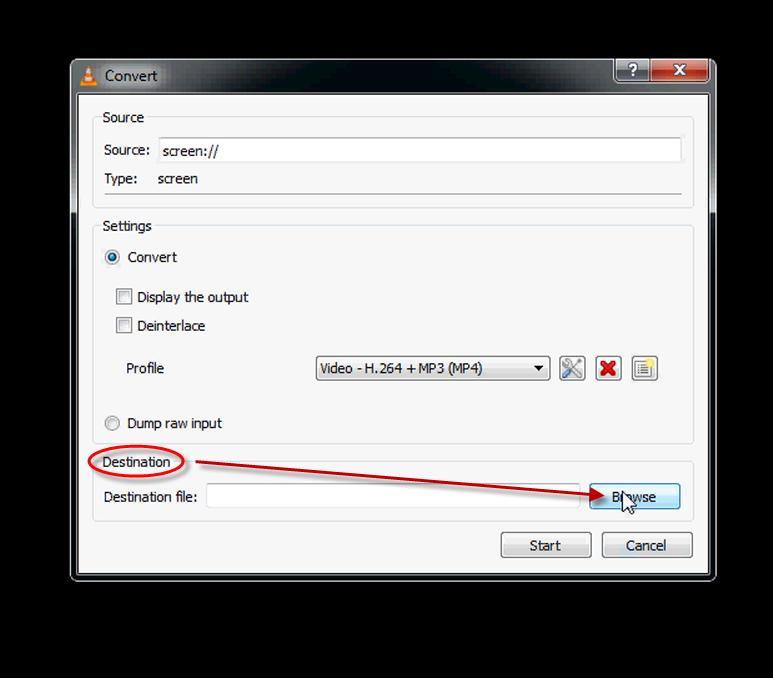 Convert
?
X
Source
Source: screen://
Type: screen
Settings
Convert
Display the output
Deinterlace
Profile Video - H.264 + MP3 (MP4)
Dump raw input
Destination
Destination file: Browse
Start Cancel